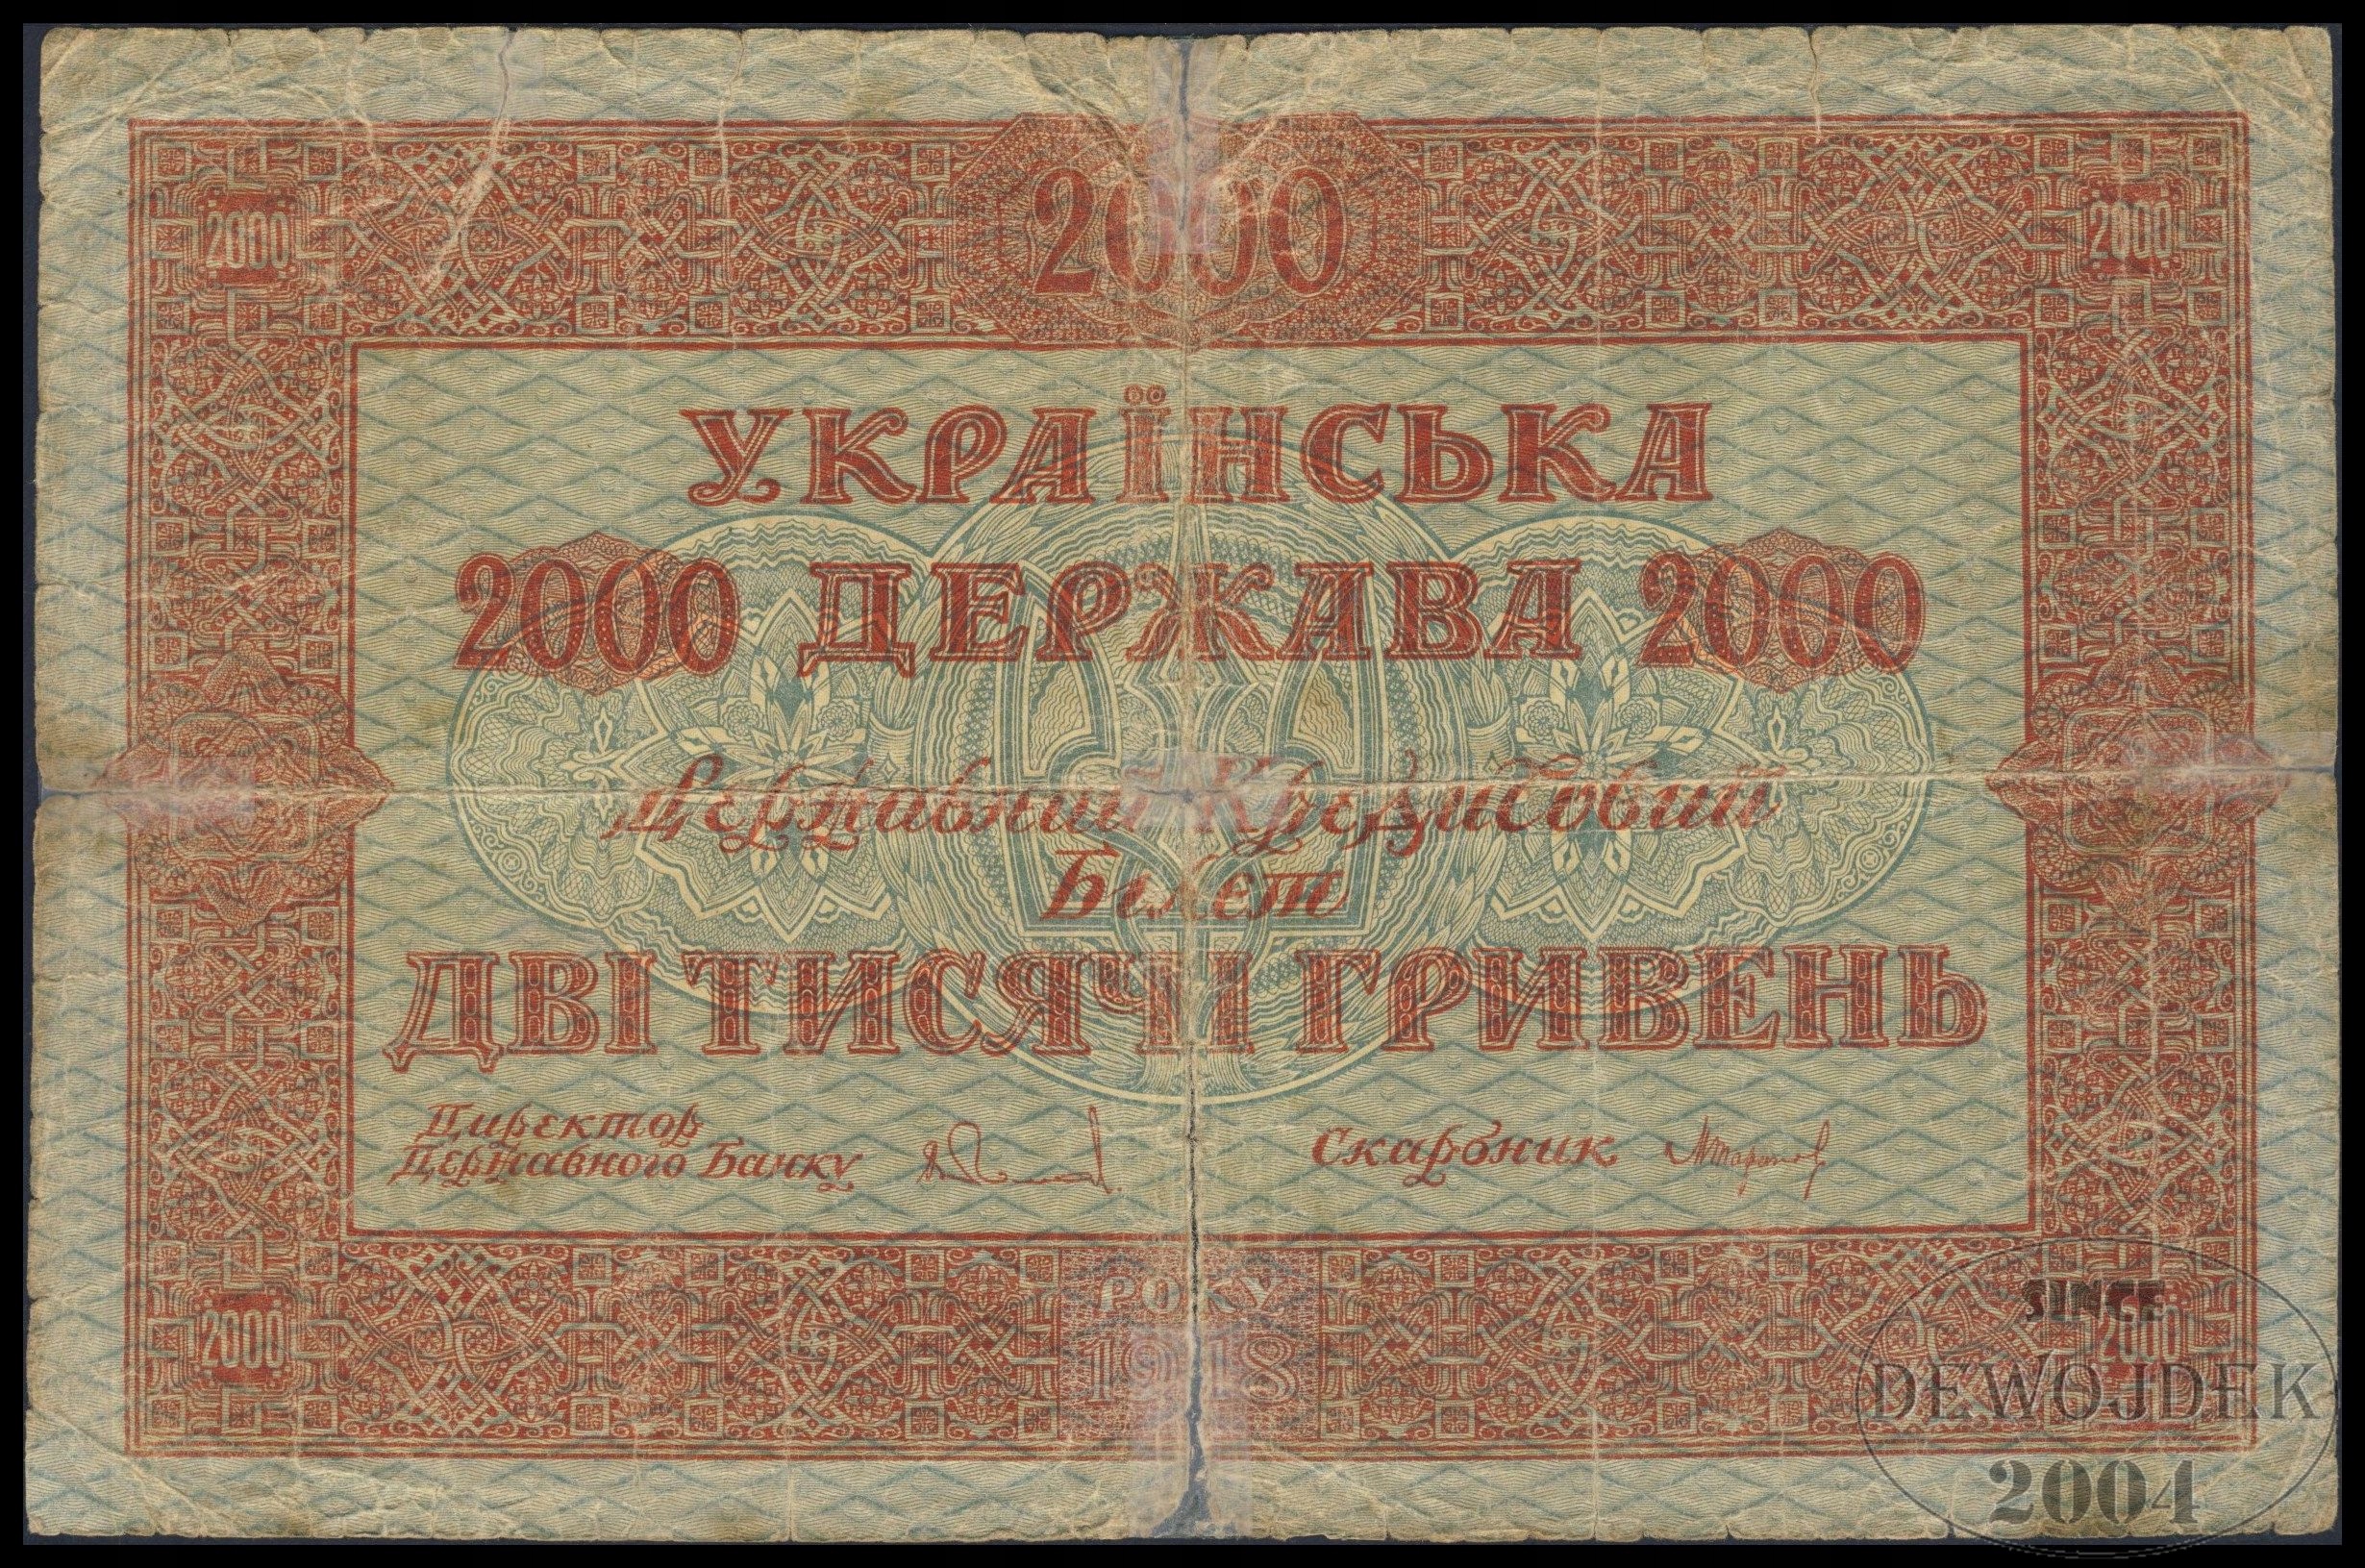 2000
2000 2000
УКРАЇНСЬКА
2000 ДЕРЖАВА 2000
Державний Кредитовий
Білет
ДВІ ТИСЯЧІ ГРИВЕНЬ
Директор
Державного Банку
Скарбник
РОКУ
1918
2000 2000
SINCE
DEWOJDEK
2004